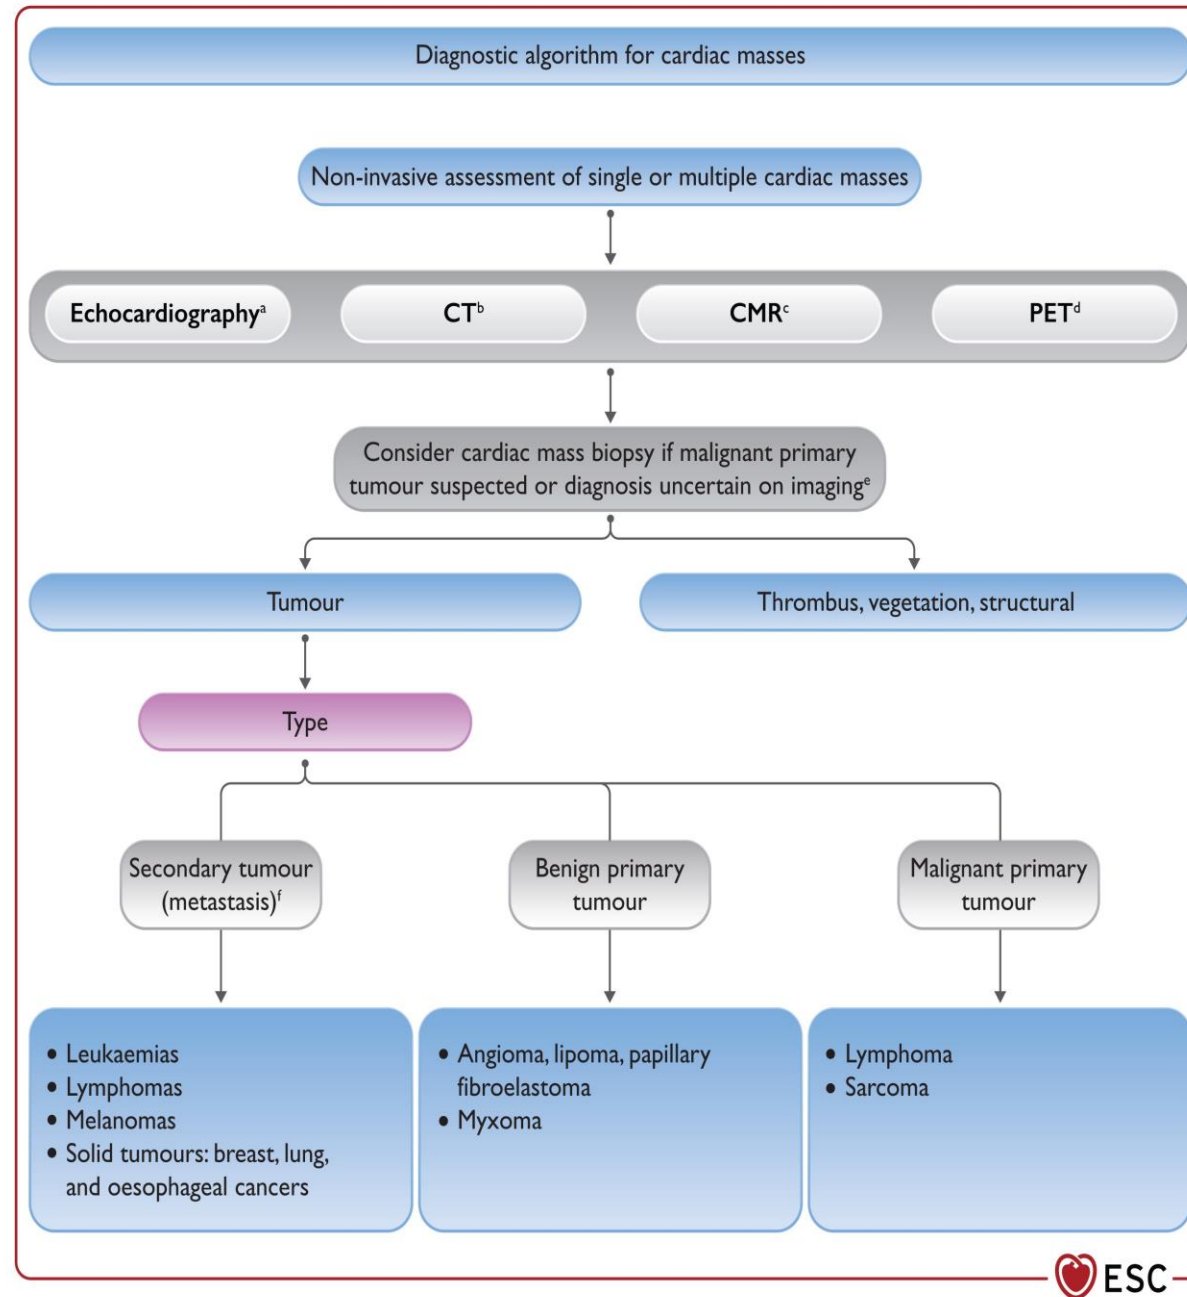 Diagnostic algorithm for cardiac masses
Non-invasive assessment of single or multiple cardiac masses
Echocardiographyᵃ
CTᵇ
CMRᶜ
PETᵈ
Consider cardiac mass biopsy if malignant primary
tumour suspected or diagnosis uncertain on imagingᵉ
Tumour
Thrombus, vegetation, structural
Type
Secondary tumour
(metastasis)ᶠ
Benign primary
tumour
Malignant primary
tumour
• Leukaemias
• Lymphomas
• Melanomas
• Solid tumours: breast, lung,
and oesophageal cancers
• Angioma, lipoma, papillary
fibroelastoma
• Myxoma
• Lymphoma
• Sarcoma
ESC